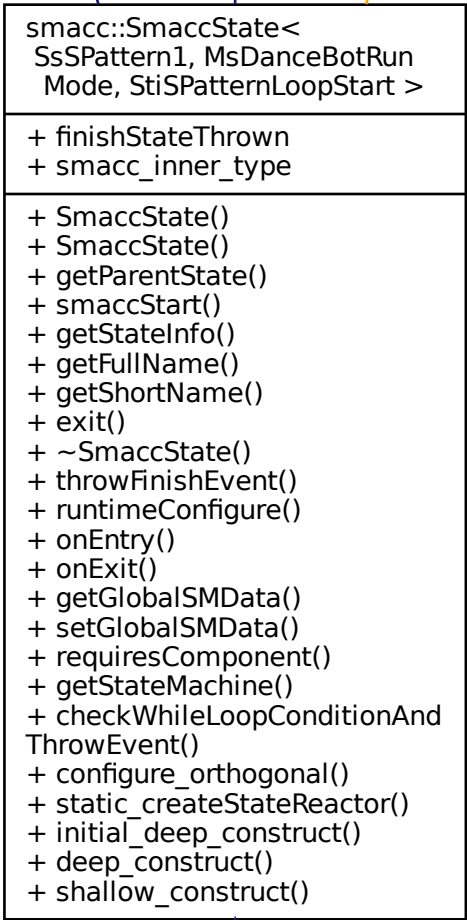 smacc::SmaccState<
SsSPattern1, MsDanceBotRun
Mode, StiSPatternLoopStart >
+ finishStateThrown
+ smacc_inner_type
+ SmaccState()
+ SmaccState()
+ getParentState()
+ smaccStart()
+ getStateInfo()
+ getFullName()
+ getShortName()
+ exit()
+ ~SmaccState()
+ throwFinishEvent()
+ runtimeConfigure()
+ onEntry()
+ onExit()
+ getGlobalSMData()
+ setGlobalSMData()
+ requiresComponent()
+ getStateMachine()
+ checkWhileLoopConditionAnd
ThrowEvent()
+ configure_orthogonal()
+ static_createStateReactor()
+ initial_deep_construct()
+ deep_construct()
+ shallow_construct()